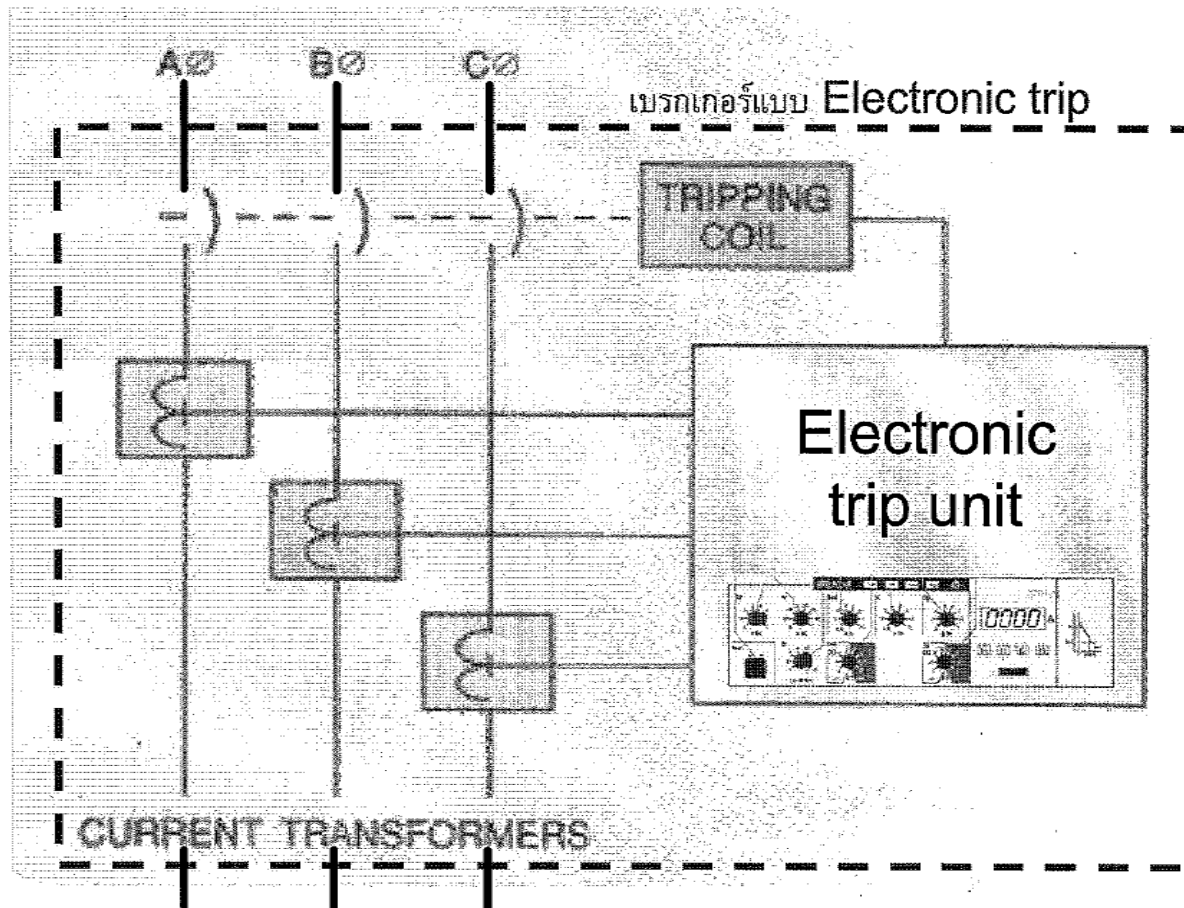 AØ BØ CØ
เบรกเกอร์แบบ Electronic trip
TRIPPING
COIL
Electronic
trip unit
0000 A
CURRENT TRANSFORMERS